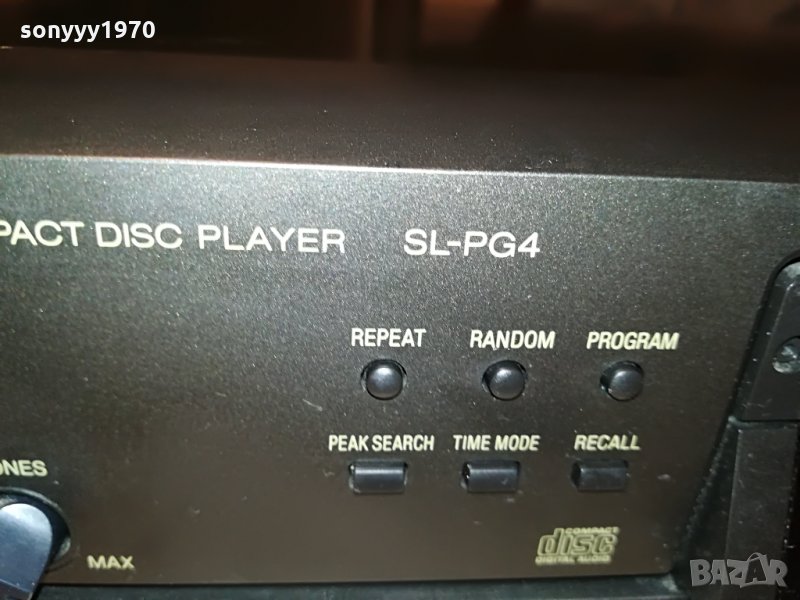 sonyyy1970
PACT DISC PLAYER SL-PG4
REPEAT RANDOM PROGRAM
PEAK SEARCH TIME MODE RECALL
ONES
MAX
COMPACT
disc
DIGITAL AUDIO
BAZAR